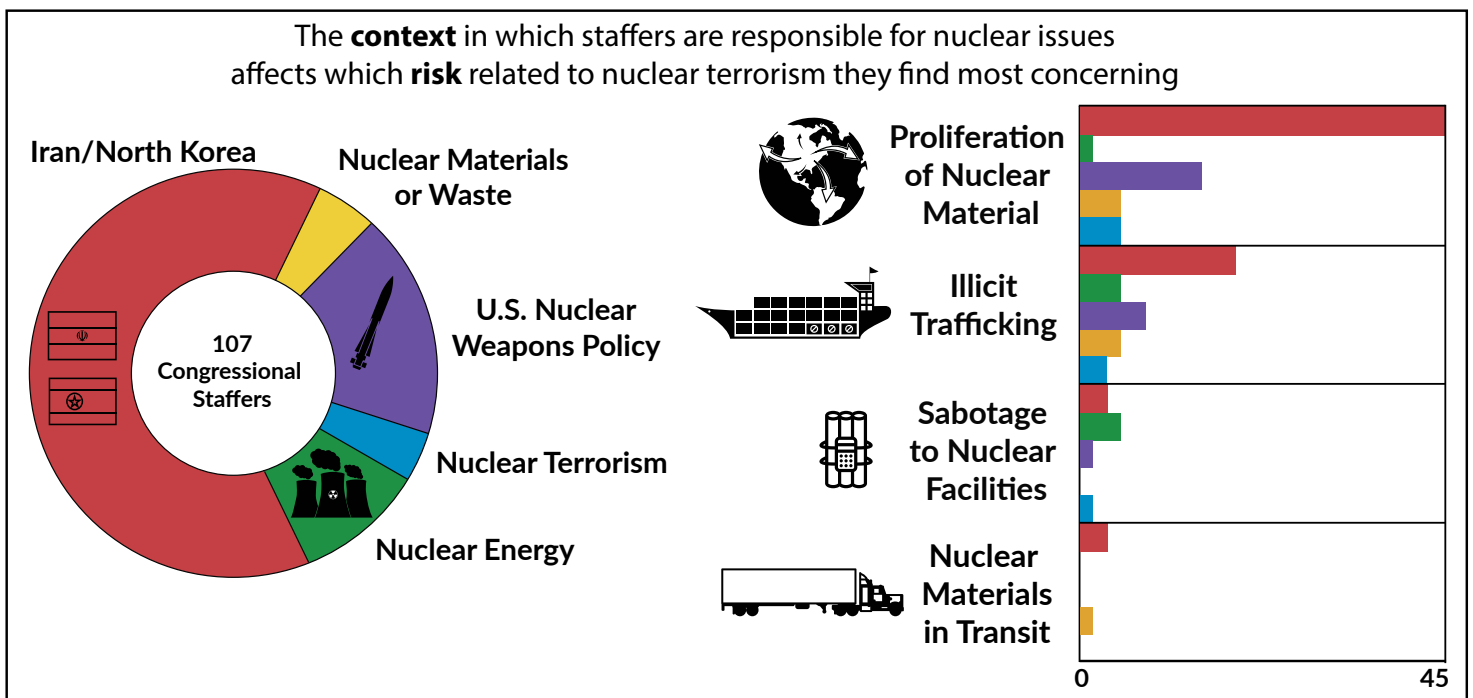 The context in which staffers are responsible for nuclear issues
affects which risk related to nuclear terrorism they find most concerning
Iran/North Korea
Nuclear Materials
or Waste
U.S. Nuclear
Weapons Policy
107
Congressional
Staffers
Nuclear Terrorism
Nuclear Energy
Proliferation
of Nuclear
Material
Illicit
Trafficking
Sabotage
to Nuclear
Facilities
Nuclear
Materials
in Transit
0
45